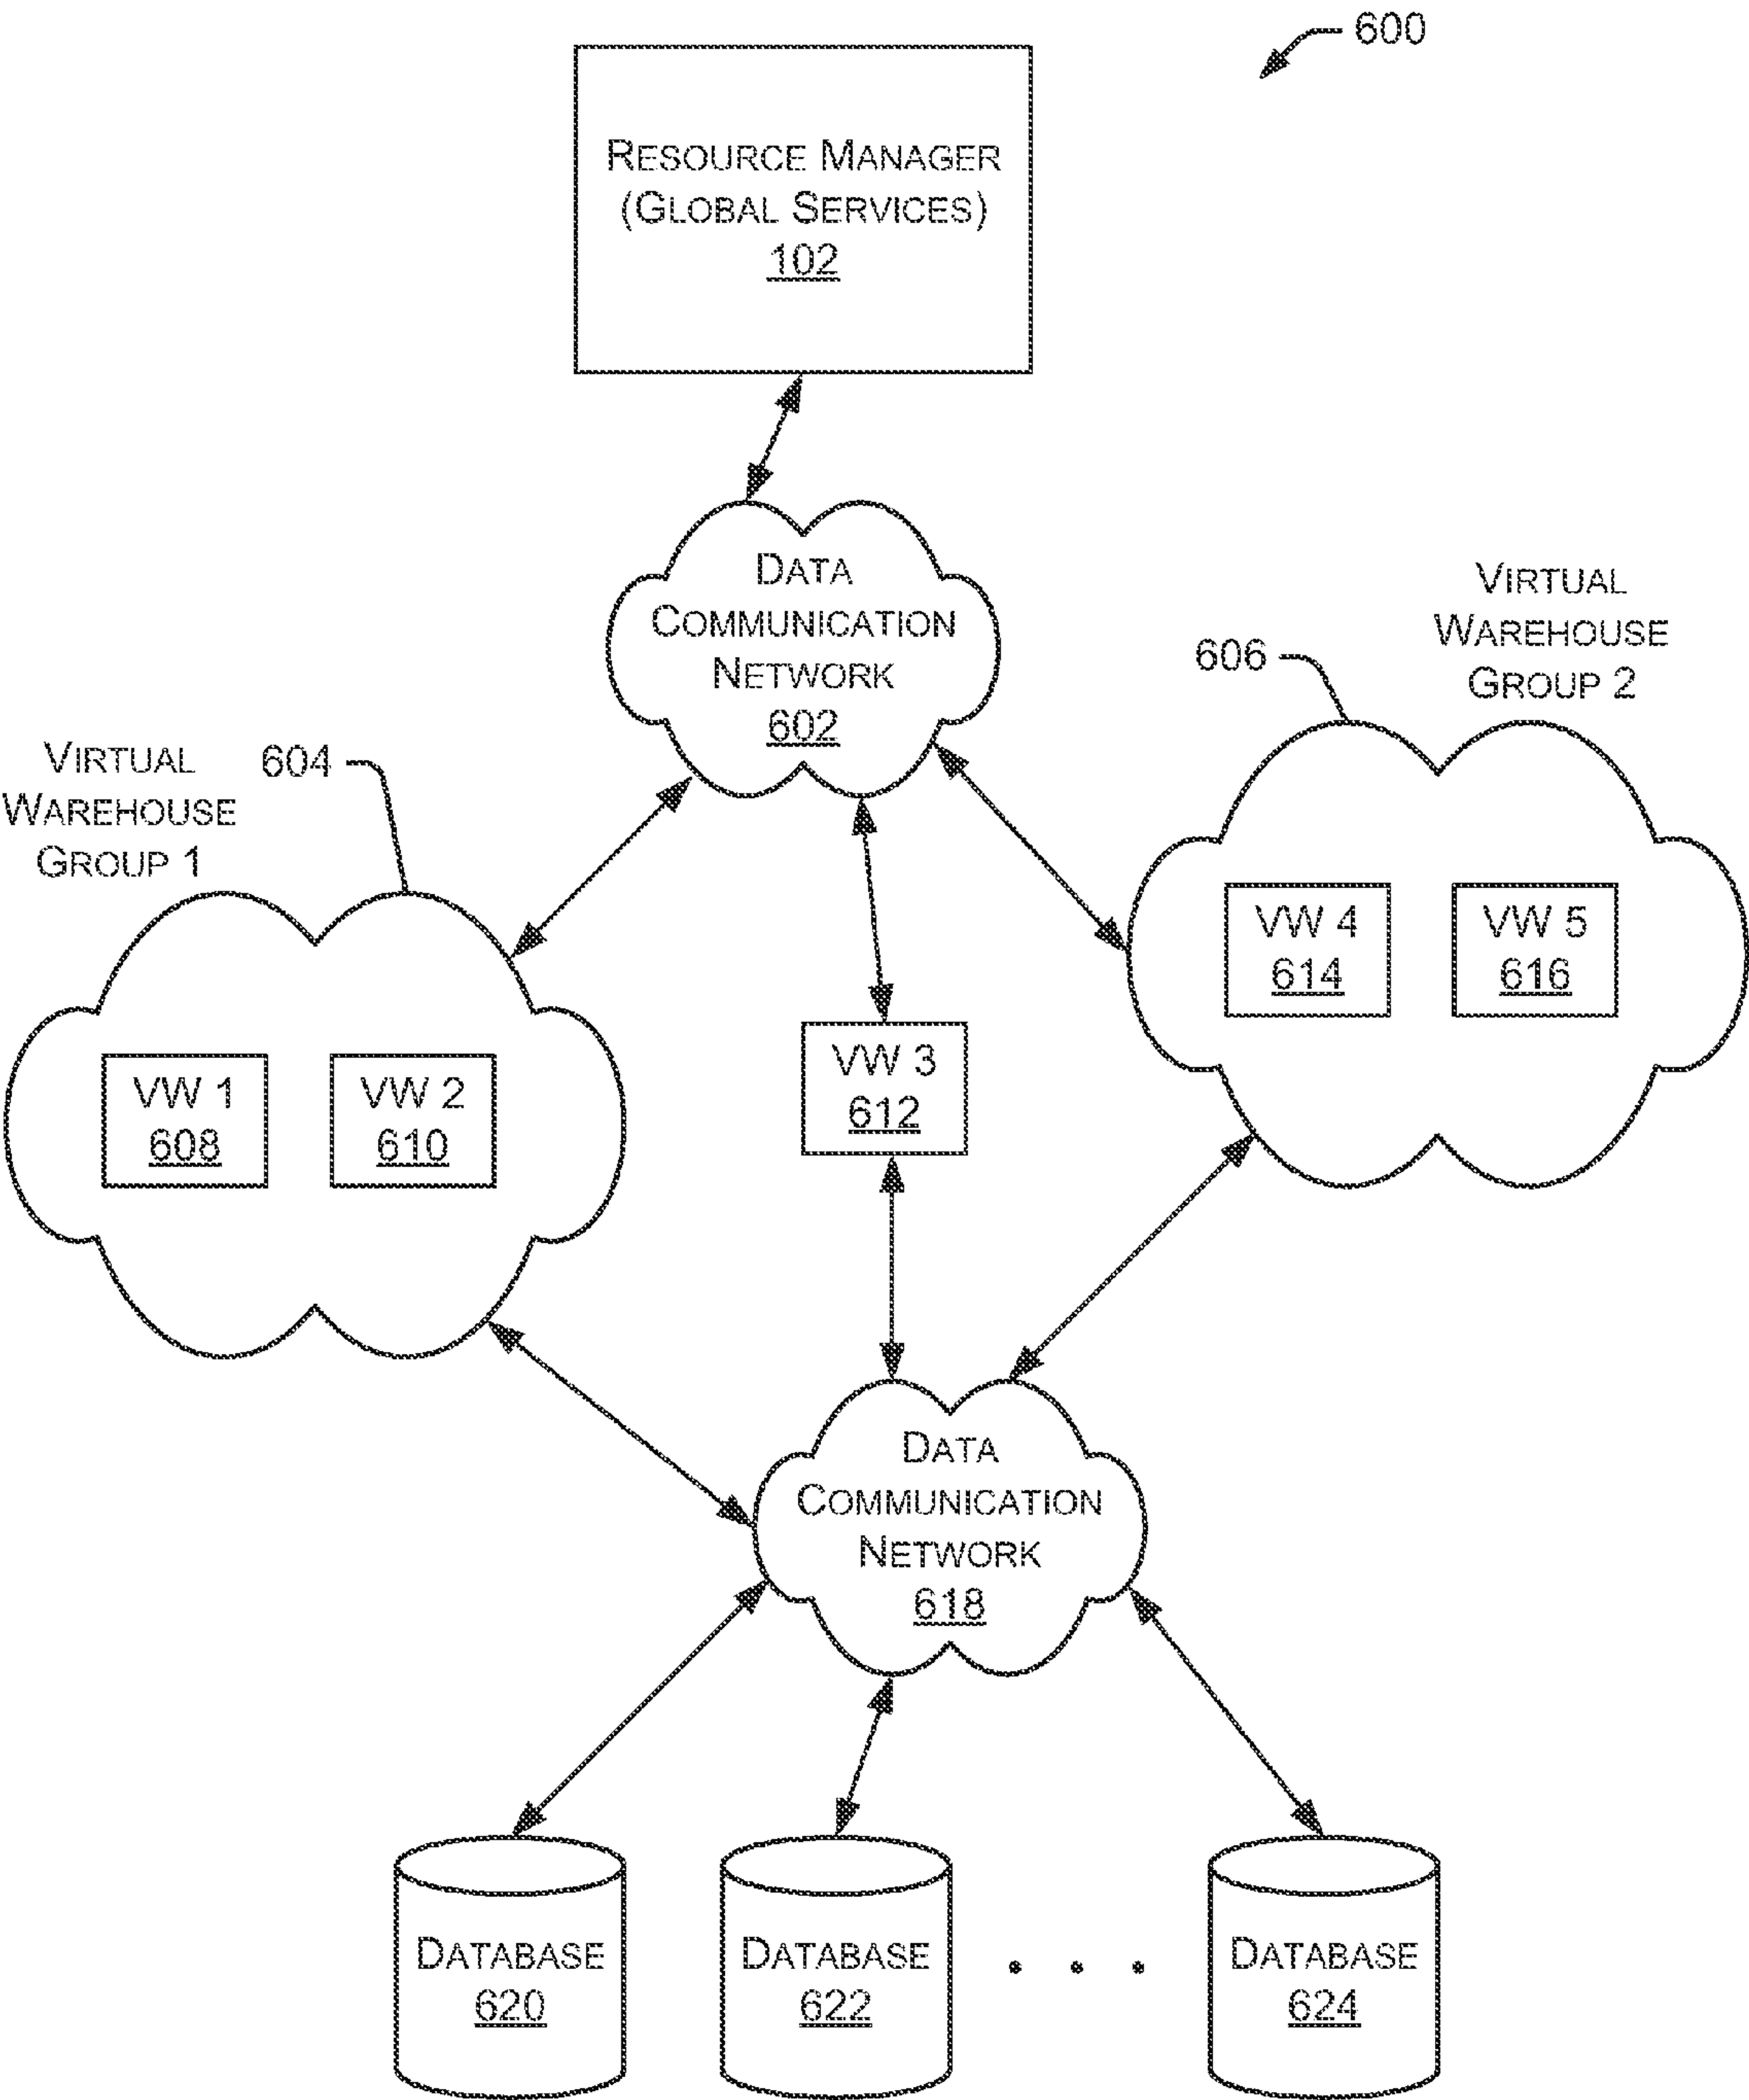 600
RESOURCE MANAGER
(GLOBAL SERVICES)
102
DATA
COMMUNICATION
NETWORK
602
VIRTUAL
WAREHOUSE
GROUP 2
606
VIRTUAL
WAREHOUSE
GROUP 1
604
VW 4
614
VW 5
616
VW 3
612
VW 1
608
VW 2
610
DATA
COMMUNICATION
NETWORK
618
DATABASE
620
DATABASE
622
. . .
DATABASE
624